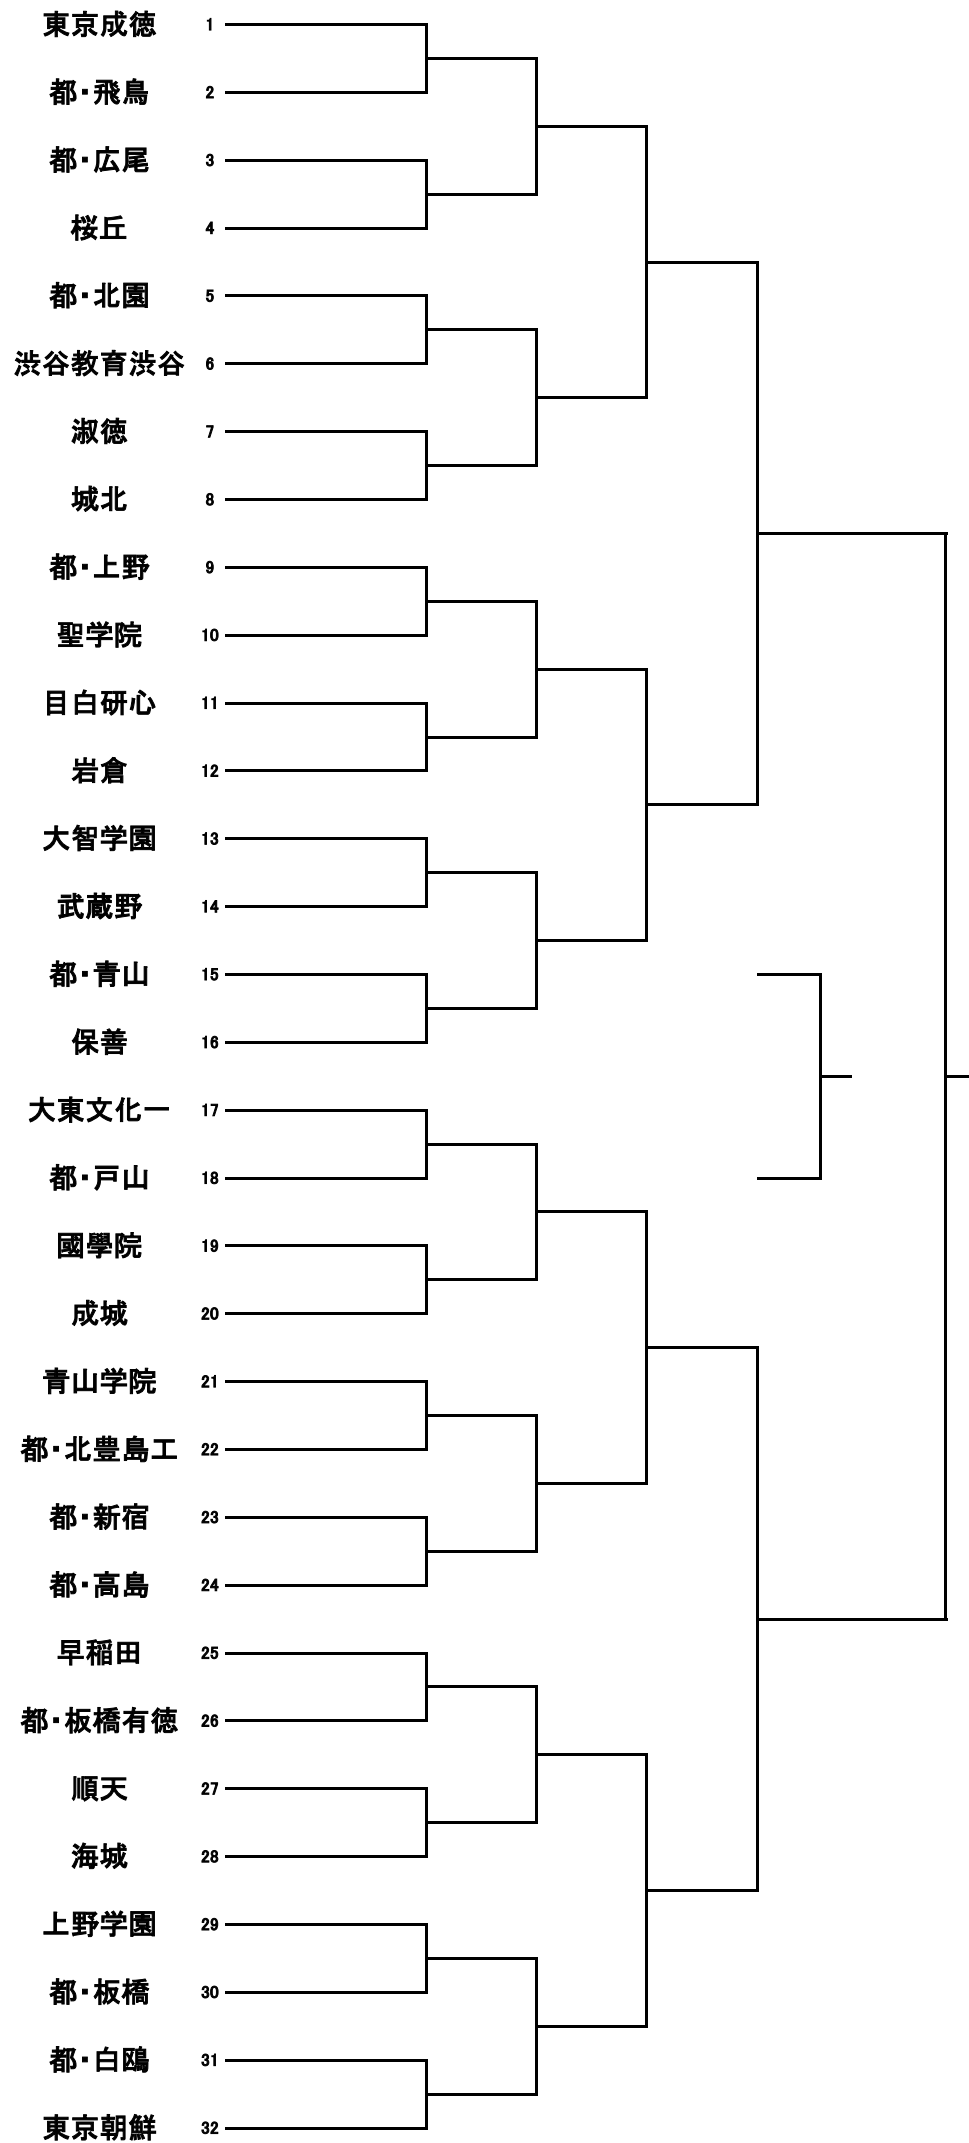 東京成徳 1
都・飛鳥 2
都・広尾 3
桜丘 4
都・北園 5
渋谷教育渋谷 6
淑徳 7
城北 8
都・上野 9
聖学院 10
目白研心 11
岩倉 12
大智学園 13
武蔵野 14
都・青山 15
保善 16
大東文化一 17
都・戸山 18
國學院 19
成城 20
青山学院 21
都・北豊島工 22
都・新宿 23
都・高島 24
早稲田 25
都・板橋有徳 26
順天 27
海城 28
上野学園 29
都・板橋 30
都・白鴎 31
東京朝鮮 32